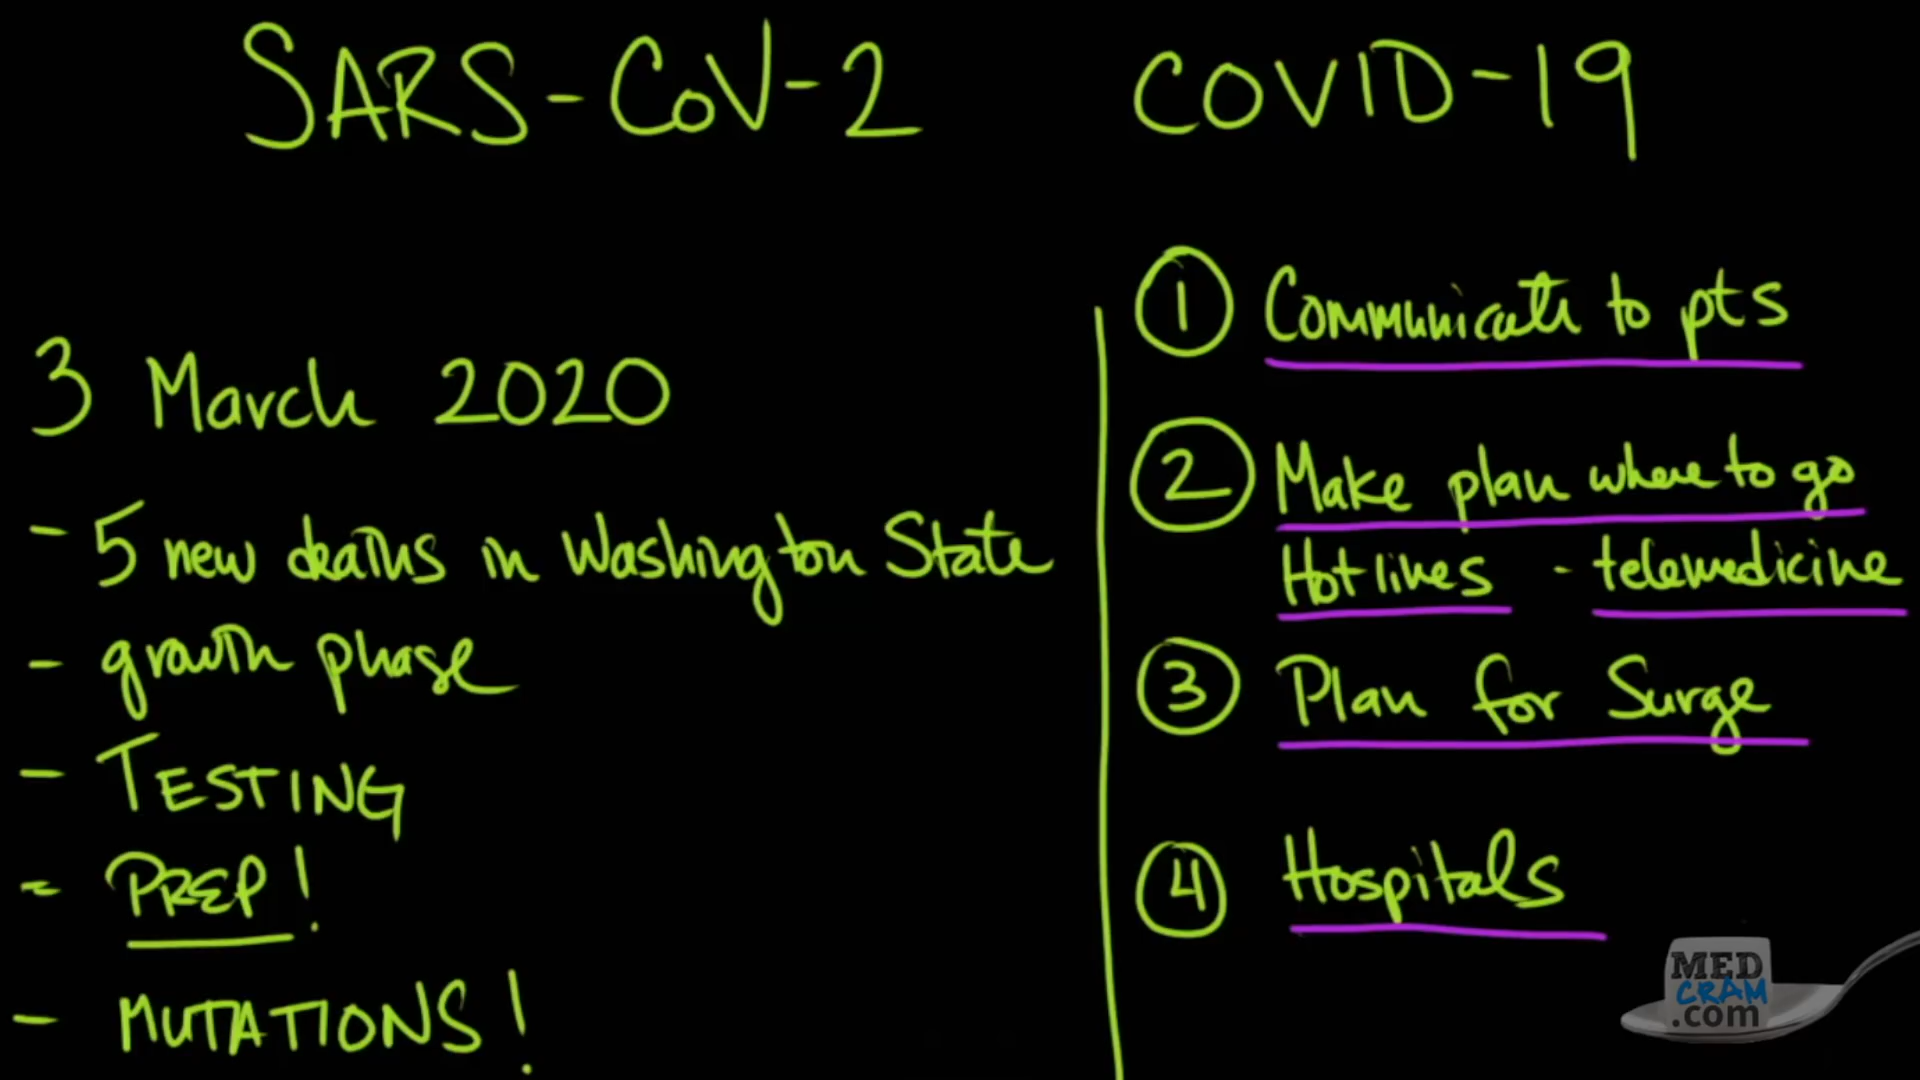 SARS-CoV-2
COVID-19
3 March 2020
- 5 new deaths in Washington State
- growth phase
- TESTING
- PREP!
- MUTATIONS!
1 Communicate to pts
2 Make plan where to go
Hotlines - telemedicine
3 Plan for Surge
4 Hospitals
MED
CRAM
.com